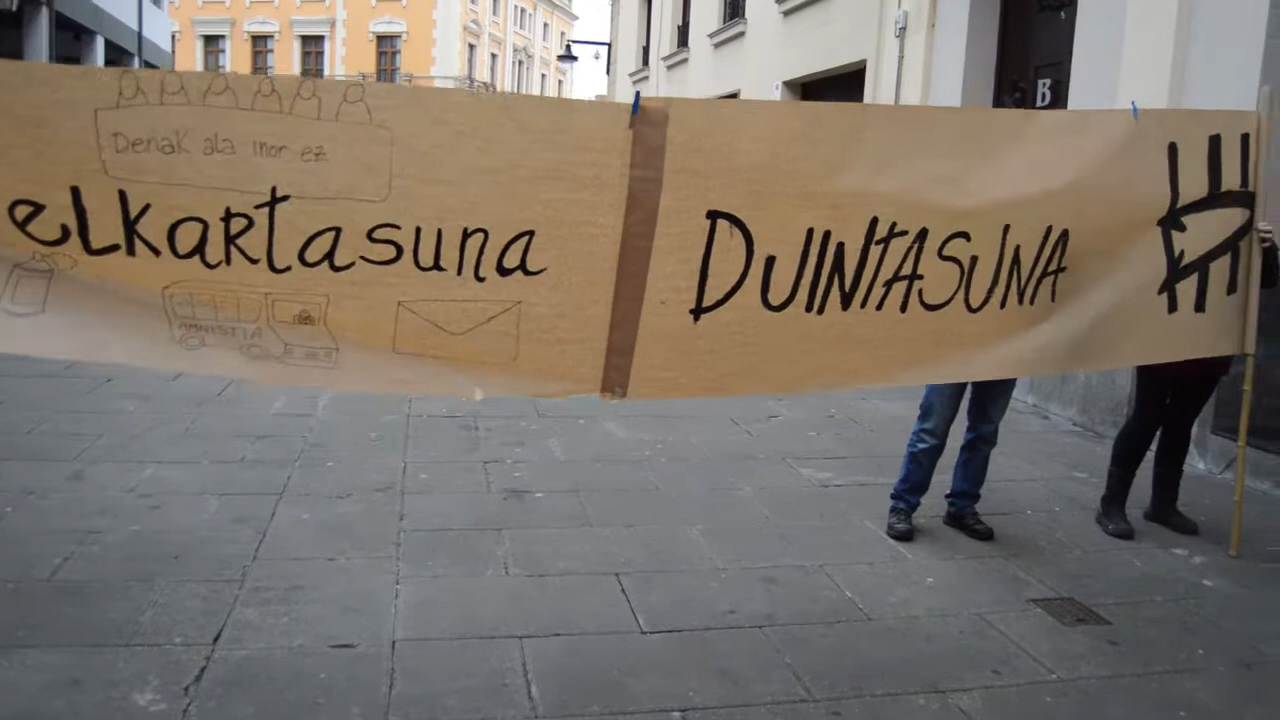 Denak ala inor ez
elkartasuna
DUINTASUNA
AMNISTIA
B